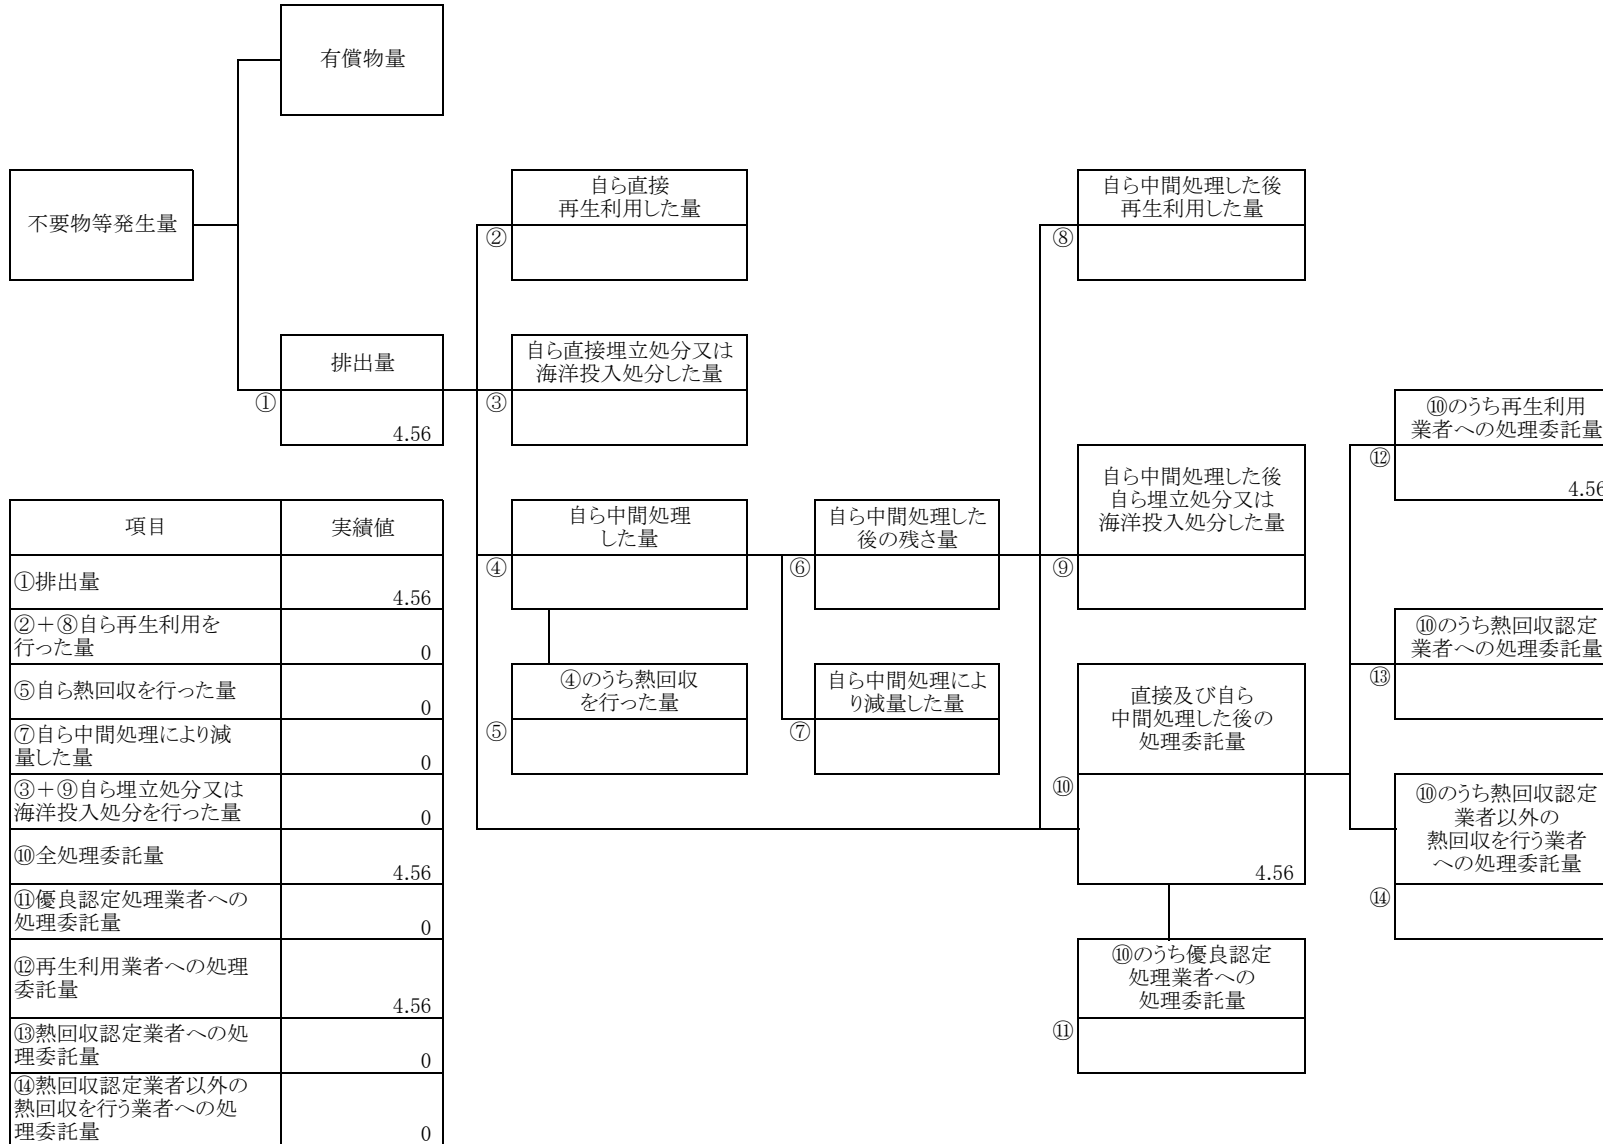 有償物量
不要物等発生量
自ら直接
再生利用した量
②
自ら中間処理した後
再生利用した量
⑧
排出量
①
4.56
自ら直接埋立処分又は
海洋投入処分した量
③
⑩のうち再生利用
業者への処理委託量
⑫
4.56
自ら中間処理した後
自ら埋立処分又は
海洋投入処分した量
⑨
自ら中間処理
した量
④
自ら中間処理した
後の残さ量
⑥
⑩のうち熱回収認定
業者への処理委託量
⑬
④のうち熱回収
を行った量
⑤
自ら中間処理によ
り減量した量
⑦
直接及び自ら
中間処理した後の
処理委託量
⑩
4.56
⑩のうち熱回収認定
業者以外の
熱回収を行う業者
への処理委託量
⑭
⑩のうち優良認定
処理業者への
処理委託量
⑪
項目
実績値
①排出量
4.56
②＋⑧自ら再生利用を
行った量
0
⑤自ら熱回収を行った量
0
⑦自ら中間処理により減
量した量
0
③＋⑨自ら埋立処分又は
海洋投入処分を行った量
0
⑩全処理委託量
4.56
⑪優良認定処理業者への
処理委託量
0
⑫再生利用業者への処理
委託量
4.56
⑬熱回収認定業者への処
理委託量
0
⑭熱回収認定業者以外の
熱回収を行う業者への処
理委託量
0